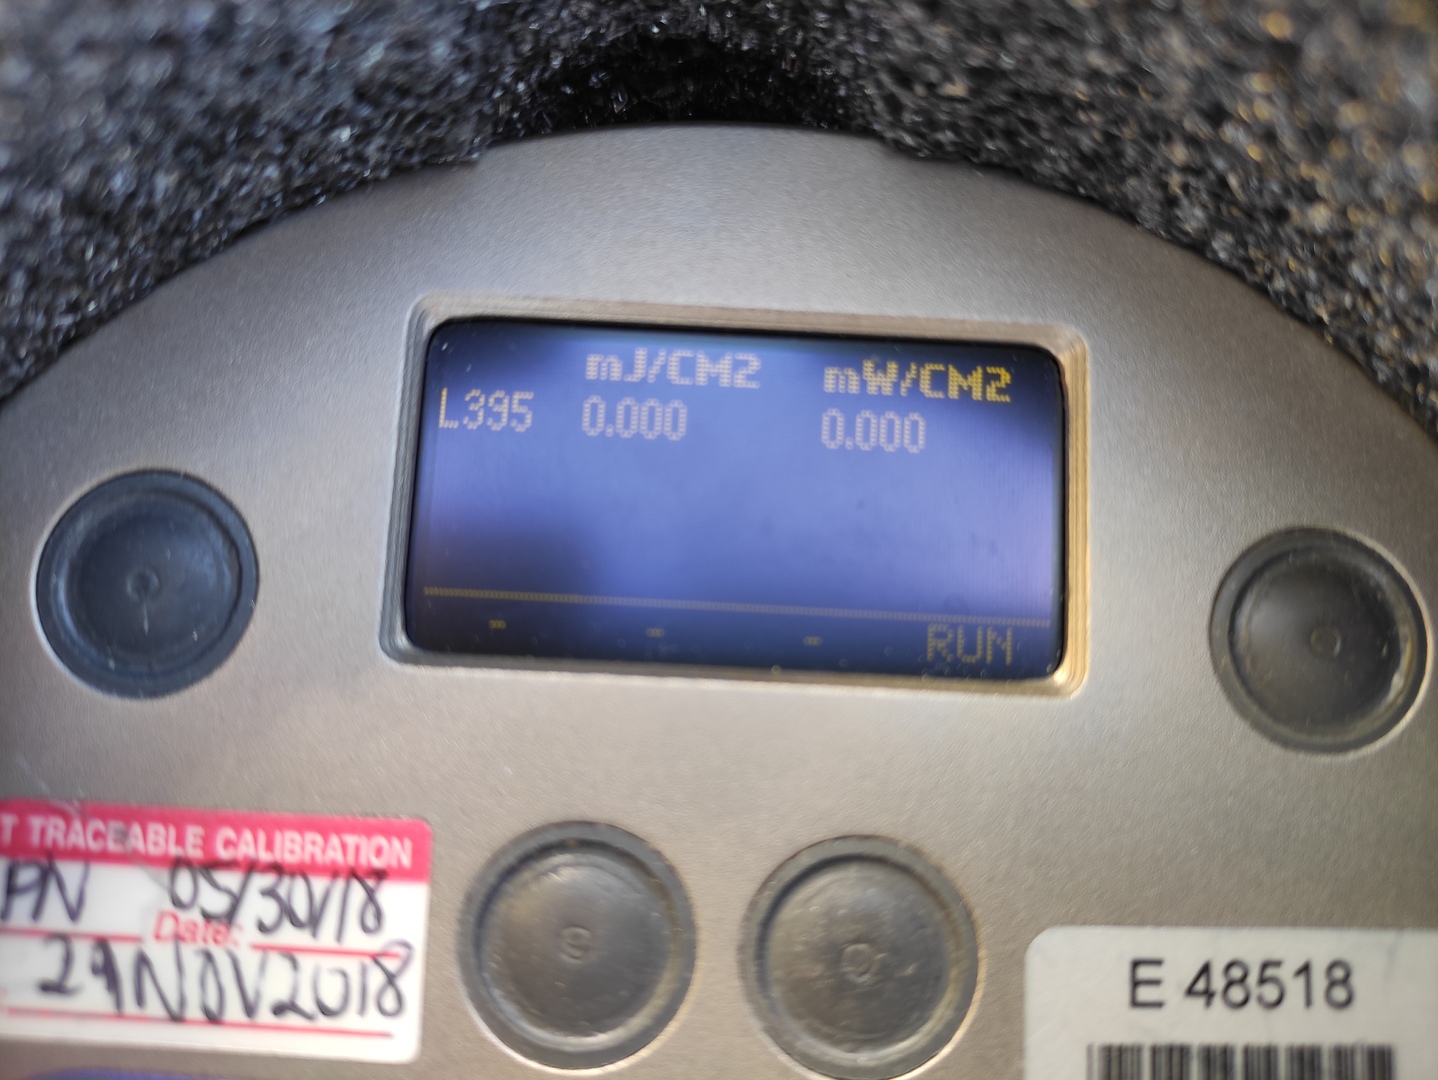 mJ/CM2 mW/CM2
L395 0.000 0.000
RUN
T TRACEABLE CALIBRATION
PN 05/30/18
Date:
29NOV2018
E 48518